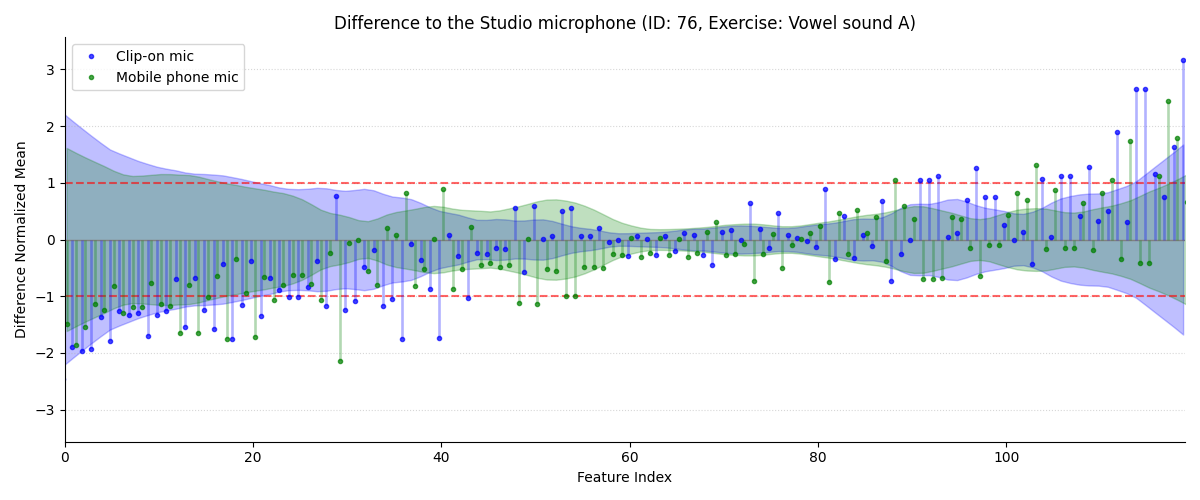 Difference to the Studio microphone (ID: 76, Exercise: Vowel sound A)
Clip-on mic
Mobile phone mic
Difference Normalized Mean
3
2
1
0
−1
−2
−3
0 20 40 60 80 100
Feature Index